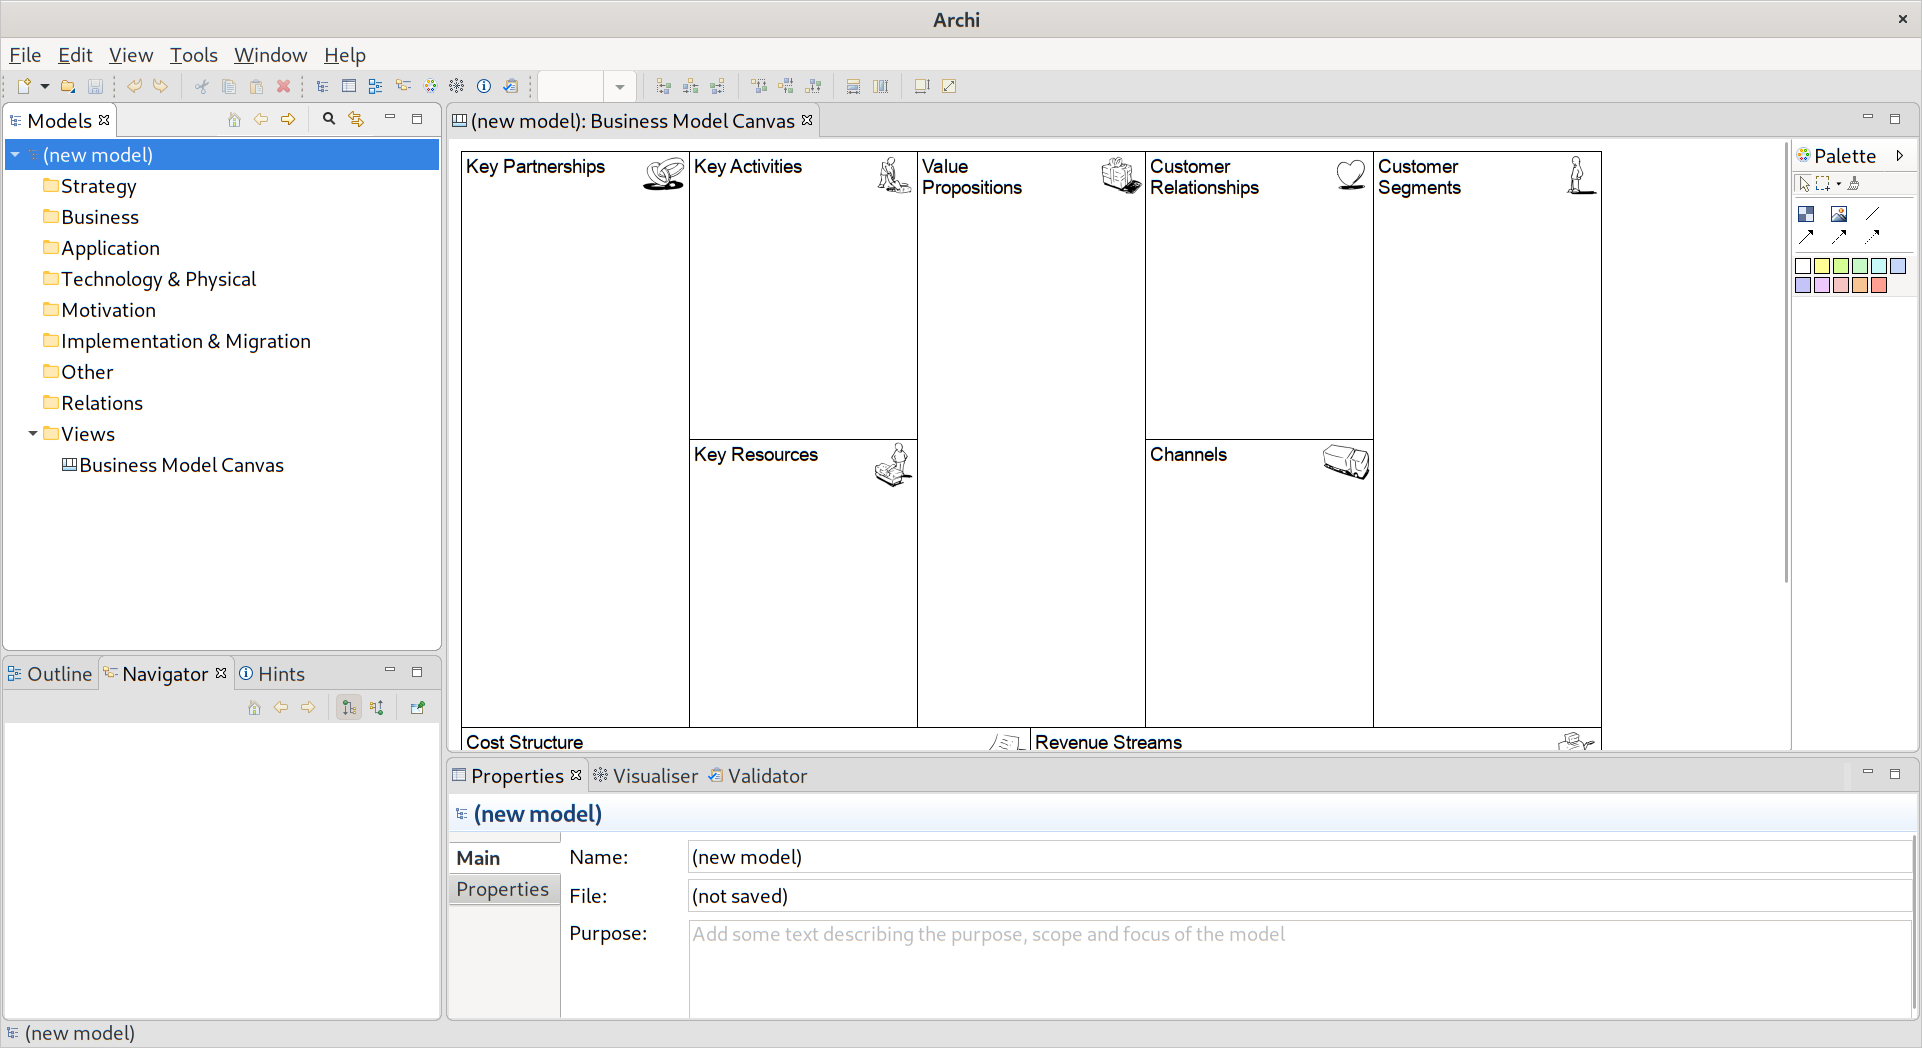 Archi
File Edit View Tools Window Help
Models
(new model)
Strategy
Business
Application
Technology & Physical
Motivation
Implementation & Migration
Other
Relations
Views
Business Model Canvas
Outline Navigator Hints
(new model): Business Model Canvas
Key Partnerships
Key Activities
Value
Propositions
Customer
Relationships
Customer
Segments
Key Resources
Channels
Cost Structure
Revenue Streams
Palette
Properties Visualiser Validator
(new model)
Main
Properties
Name: (new model)
File: (not saved)
Purpose: Add some text describing the purpose, scope and focus of the model
(new model)